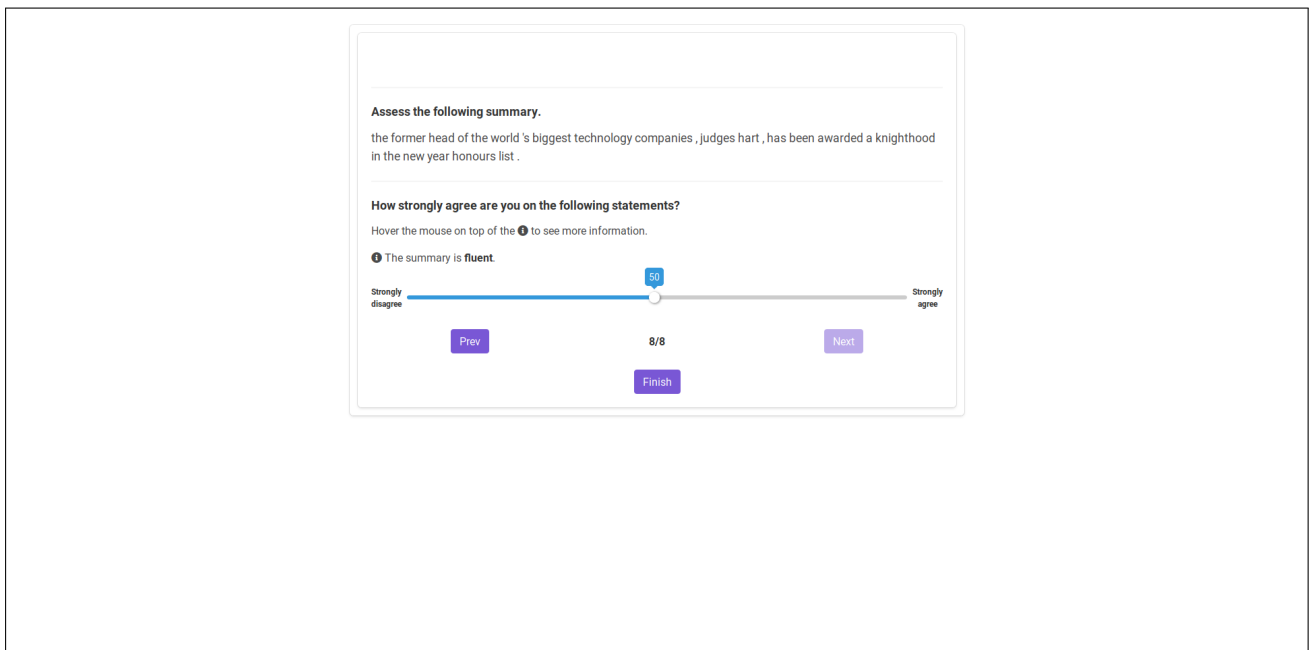 Assess the following summary.
the former head of the world 's biggest technology companies , judges hart , has been awarded a knighthood
in the new year honours list .
How strongly agree are you on the following statements?
Hover the mouse on top of the i to see more information.
i The summary is fluent.
50
Strongly
disagree
Strongly
agree
Prev
8/8
Next
Finish